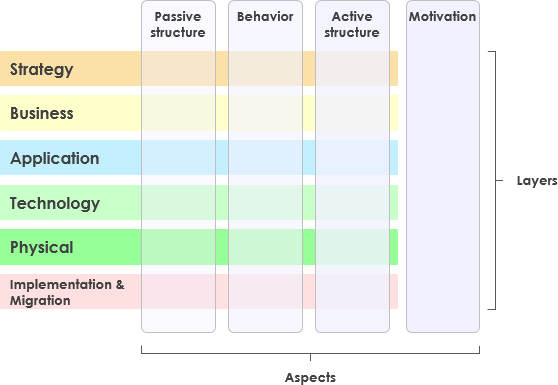 Passive structure
Behavior
Active structure
Motivation
Strategy
Business
Application
Technology
Physical
Implementation &
Migration
Layers
Aspects